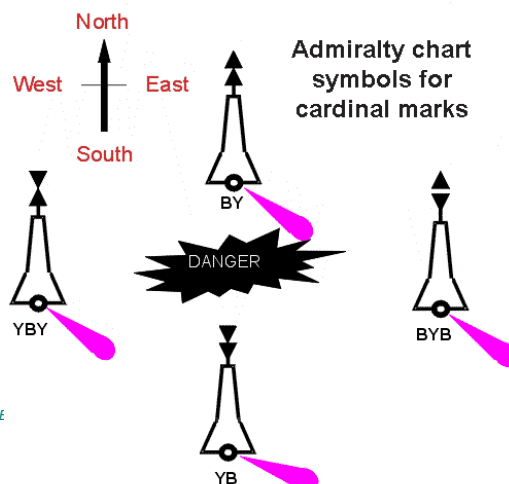 North
West East
South
Admiralty chart
symbols for
cardinal marks
BY
DANGER
YBY
BYB
YB
E